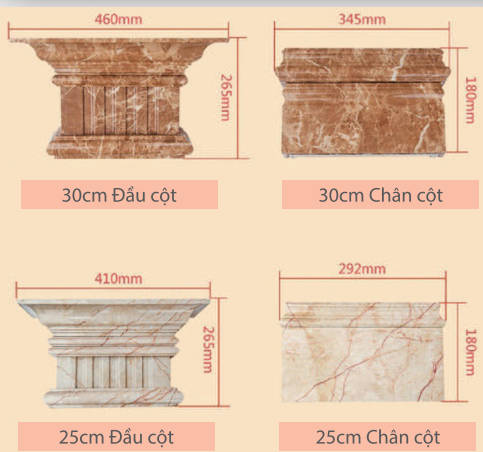 460mm
345mm
265mm
180mm
30cm Đầu cột
30cm Chân cột
410mm
292mm
265mm
180mm
25cm Đầu cột
25cm Chân cột